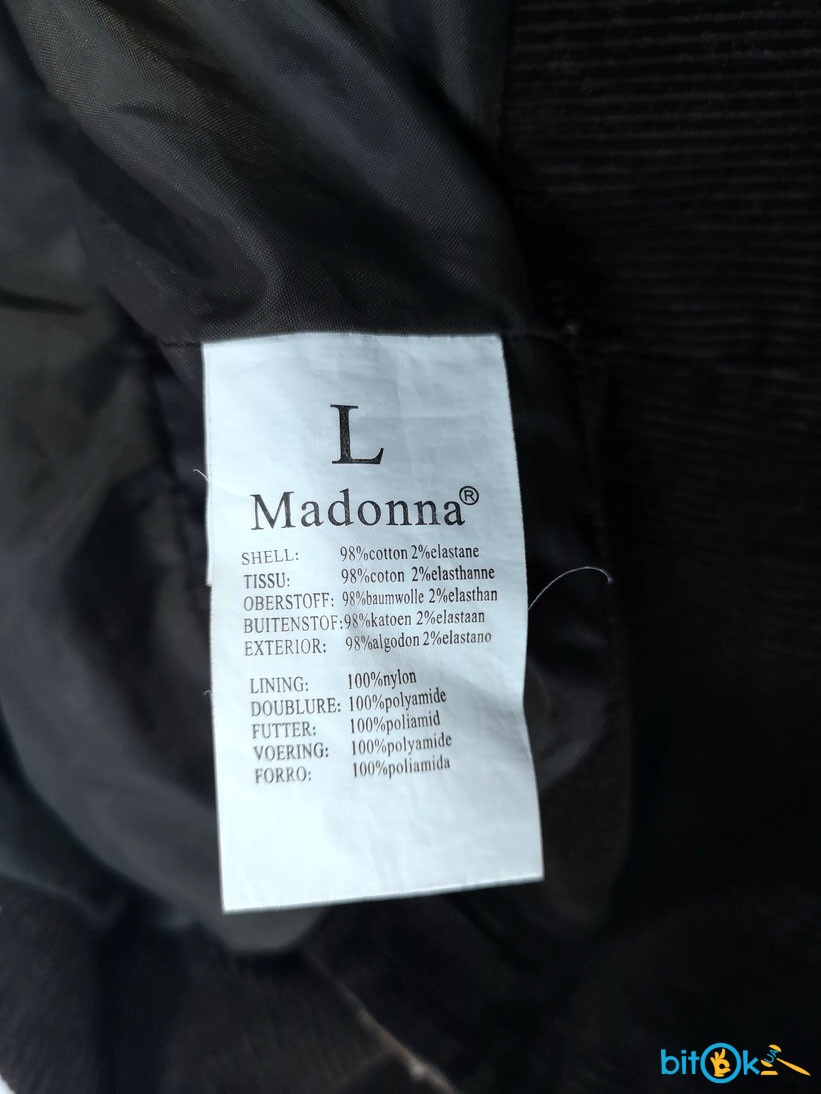 L
Madonna®
SHELL: 98%cotton 2%elastane
TISSU: 98%coton 2%elasthanne
OBERSTOFF: 98%baumwolle 2%elasthan
BUITENSTOF:98%katoen 2%elastaan
EXTERIOR: 98%algodon 2%elastano
LINING: 100%nylon
DOUBLURE: 100%polyamide
FUTTER: 100%poliamid
VOERING: 100%polyamide
FORRO: 100%poliamida
bitOk UA